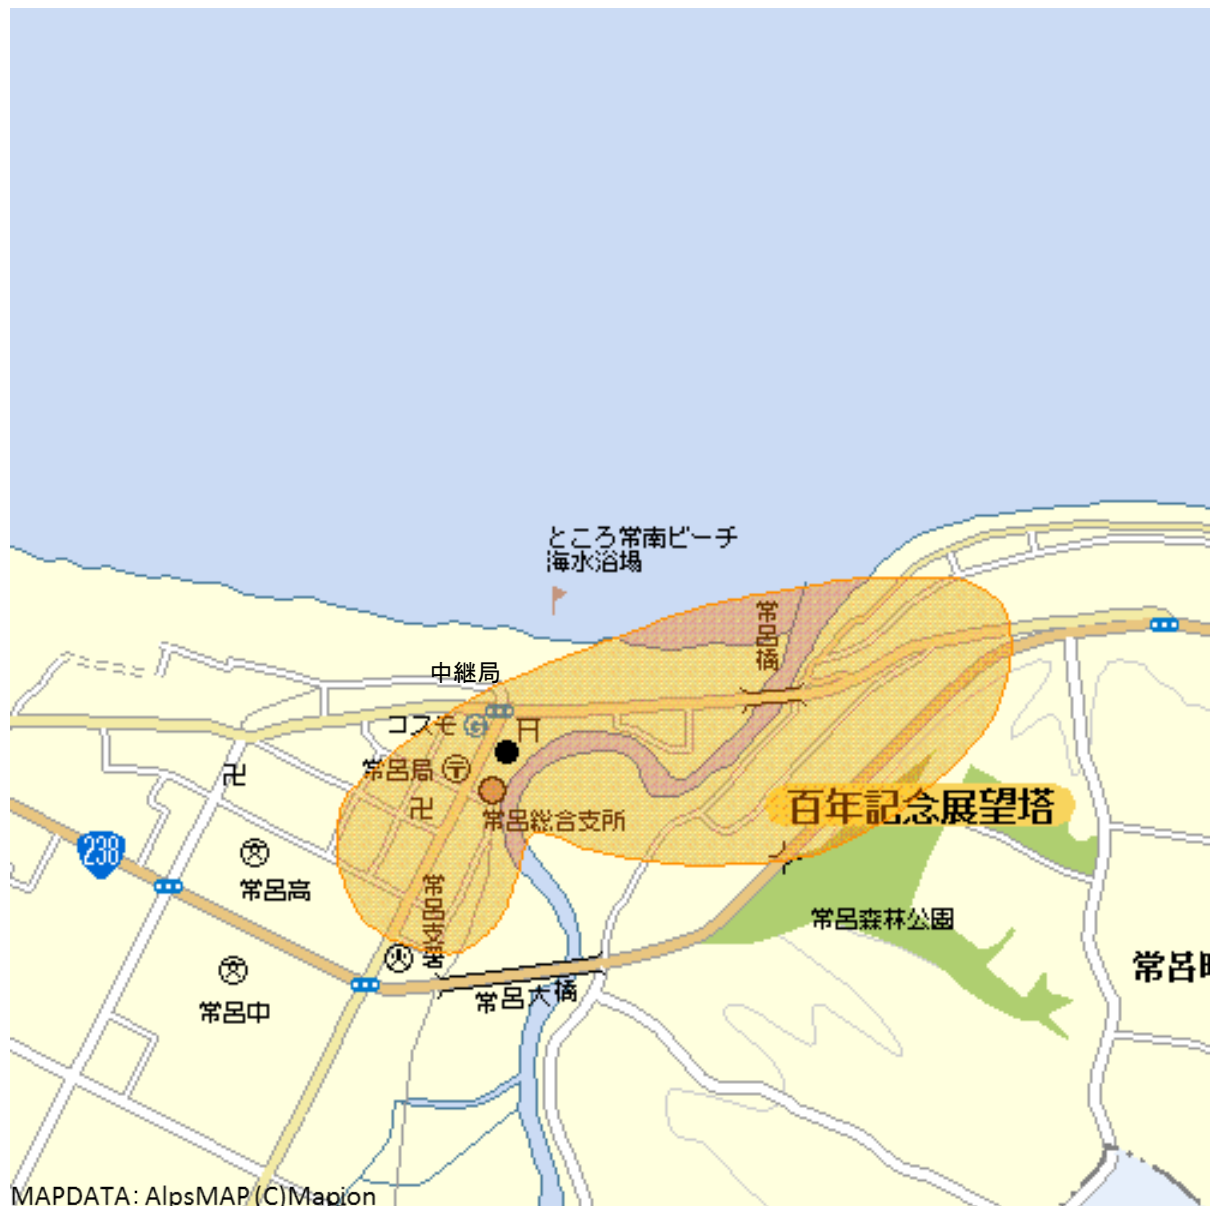 ところ常南ビーチ
海水浴場
常呂橋
中継局
コスモ
常呂局
常呂総合支所
百年記念展望塔
238
常呂高
常呂支署
常呂森林公園
常呂町
常呂中
常呂大橋
MAPDATA: AlpsMAP (C)Mapion